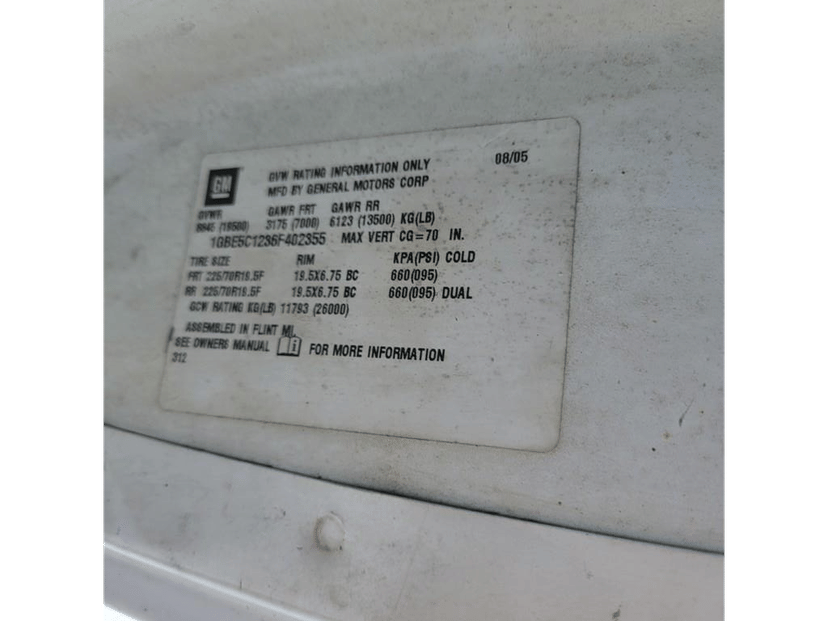 GM
GVW RATING INFORMATION ONLY 08/05
MFD BY GENERAL MOTORS CORP
GVWR GAWR FRT GAWR RR
8845 (19500) 3175 (7000) 6123 (13500) KG(LB)
1GBE5C1236F402355 MAX VERT CG=70 IN.
TIRE SIZE RIM KPA(PSI) COLD
FRT 225/70R19.5F 19.5X6.75 BC 660(095)
RR 225/70R19.5F 19.5X6.75 BC 660(095) DUAL
GCW RATING KG(LB) 11793 (26000)
ASSEMBLED IN FLINT MI.
SEE OWNERS MANUAL i FOR MORE INFORMATION
312